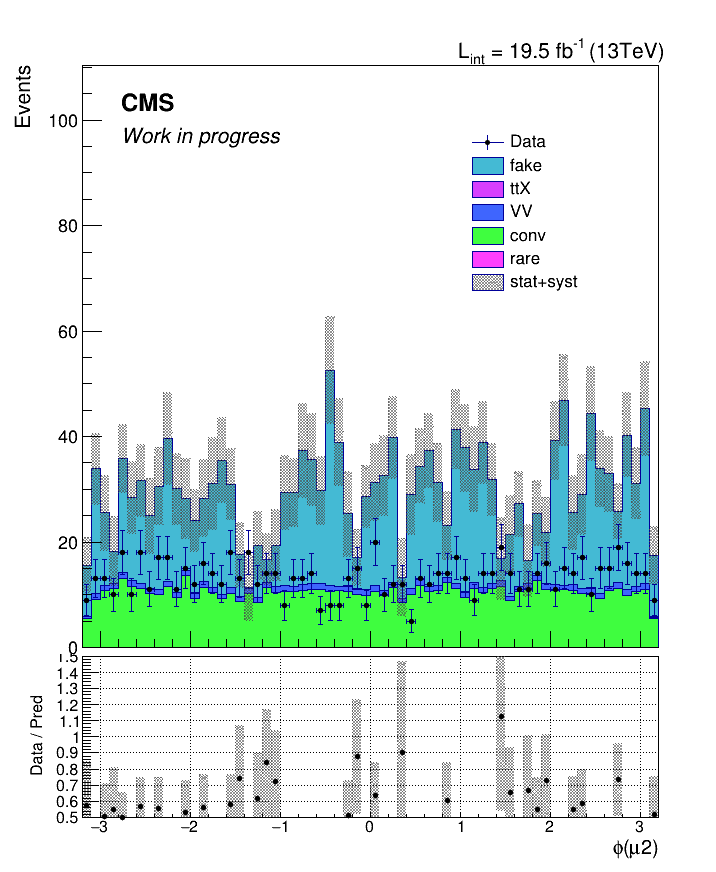 L_int = 19.5 fb^-1 (13TeV)
Events
CMS
Work in progress
100
80
60
40
20
0
Data
fake
ttX
VV
conv
rare
stat+syst
Data / Pred
1.5
1.4
1.3
1.2
1.1
1
0.9
0.8
0.7
0.6
0.5
−3 −2 −1 0 1 2 3
ϕ(μ2)